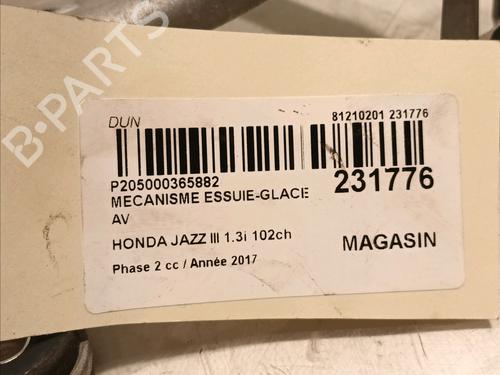 B-PARTS
DUN
81210201 231776
P205000365882
231776
MECANISME ESSUIE-GLACE
AV
HONDA JAZZ III 1.3i 102ch
MAGASIN
Phase 2 cc / Année 2017